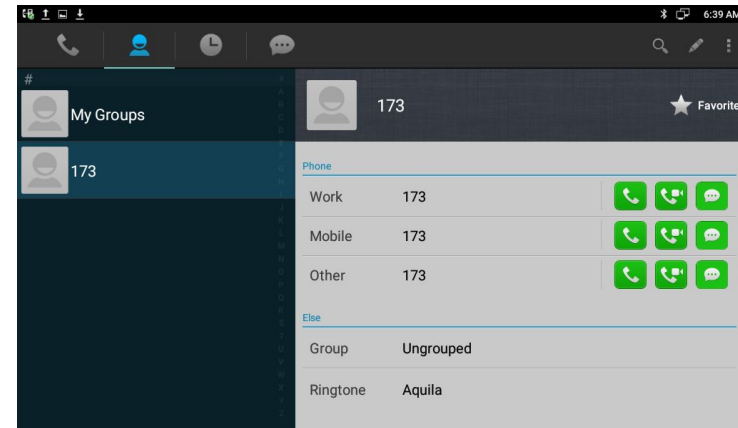 6:39 AM
#
My Groups
173
173
Favorite
Phone
Work 173
Mobile 173
Other 173
Else
Group Ungrouped
Ringtone Aquila